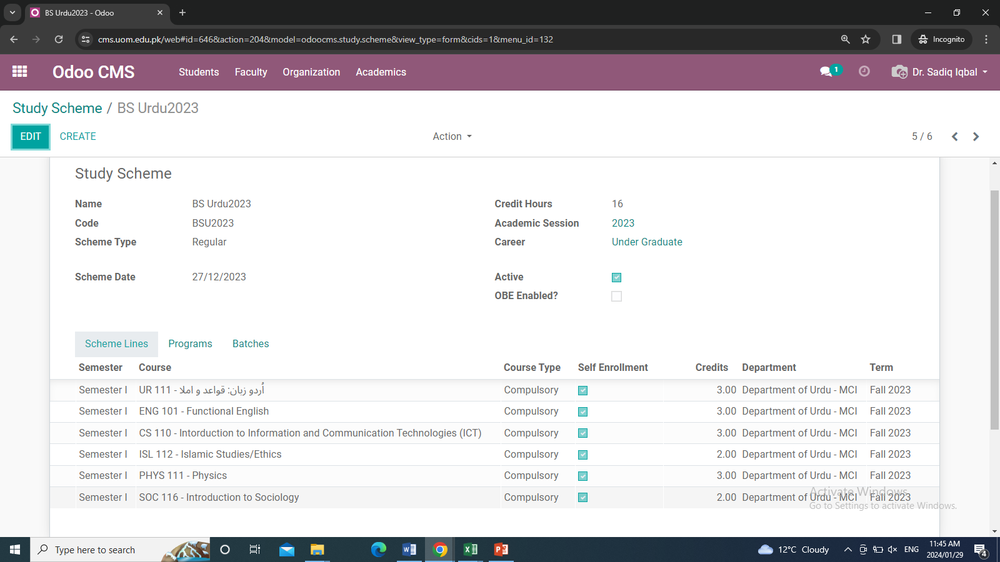 BS Urdu2023 - Odoo
cms.uom.edu.pk/web#id=646&action=204&model=odoocms.study.scheme&view_type=form&cids=1&menu_id=132
Incognito
Odoo CMS Students Faculty Organization Academics 1 Dr. Sadiq Iqbal
Study Scheme / BS Urdu2023
EDIT CREATE Action 5 / 6
Study Scheme
Name BS Urdu2023 Credit Hours 16
Code BSU2023 Academic Session 2023
Scheme Type Regular Career Under Graduate
Scheme Date 27/12/2023 Active
OBE Enabled?
Scheme Lines Programs Batches
Semester Course Course Type Self Enrollment Credits Department Term
Semester I UR 111 - اُردو زبان: قواعد و املا Compulsory 3.00 Department of Urdu - MCI Fall 2023
Semester I ENG 101 - Functional English Compulsory 3.00 Department of Urdu - MCI Fall 2023
Semester I CS 110 - Intorduction to Information and Communication Technologies (ICT) Compulsory 3.00 Department of Urdu - MCI Fall 2023
Semester I ISL 112 - Islamic Studies/Ethics Compulsory 2.00 Department of Urdu - MCI Fall 2023
Semester I PHYS 111 - Physics Compulsory 3.00 Department of Urdu - MCI Fall 2023
Semester I SOC 116 - Introduction to Sociology Compulsory 2.00 Department of Urdu - MCI Fall 2023
Activate Windows
Go to Settings to activate Windows.
Type here to search 12°C Cloudy ENG 11:45 AM
2024/01/29 4